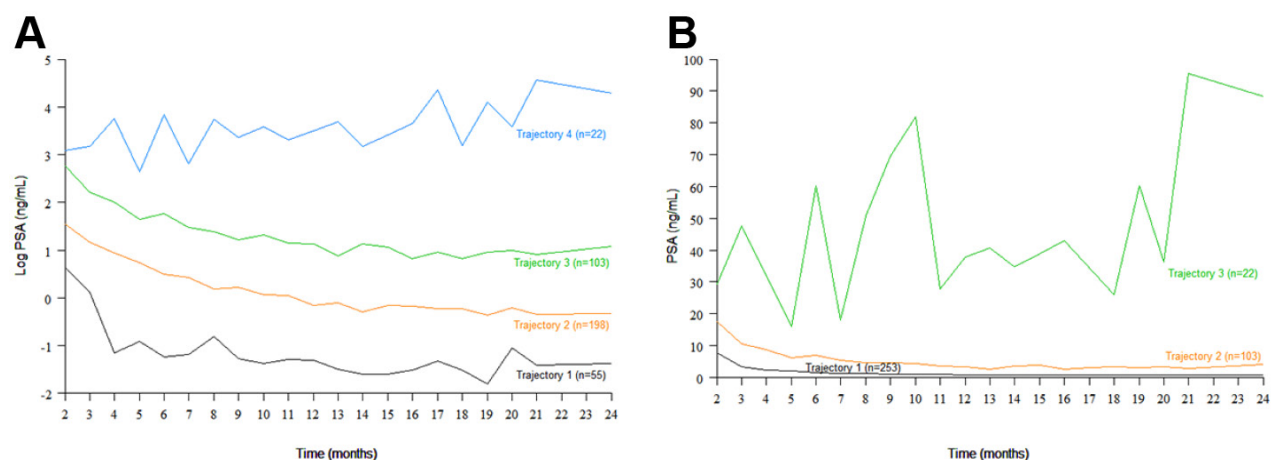 A
B
5
4
3
2
1
0
-1
-2
Log PSA (ng/mL)
Trajectory 4 (n=22)
Trajectory 3 (n=103)
Trajectory 2 (n=198)
Trajectory 1 (n=55)
2 3 4 5 6 7 8 9 10 11 12 13 14 15 16 17 18 19 20 21 22 23 24
Time (months)
100
90
80
70
60
50
40
30
20
10
0
PSA (ng/mL)
Trajectory 3 (n=22)
Trajectory 2 (n=103)
Trajectory 1 (n=253)
2 3 4 5 6 7 8 9 10 11 12 13 14 15 16 17 18 19 20 21 22 23 24
Time (months)